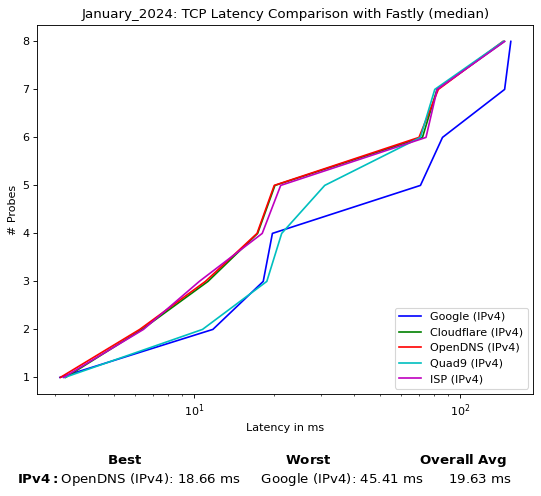 January_2024: TCP Latency Comparison with Fastly (median)
8
7
6
5
4
3
2
1
# Probes
Google (IPv4)
Cloudflare (IPv4)
OpenDNS (IPv4)
Quad9 (IPv4)
ISP (IPv4)
10¹ 10²
Latency in ms
Best Worst Overall Avg
IPv4: OpenDNS (IPv4): 18.66 ms Google (IPv4): 45.41 ms 19.63 ms